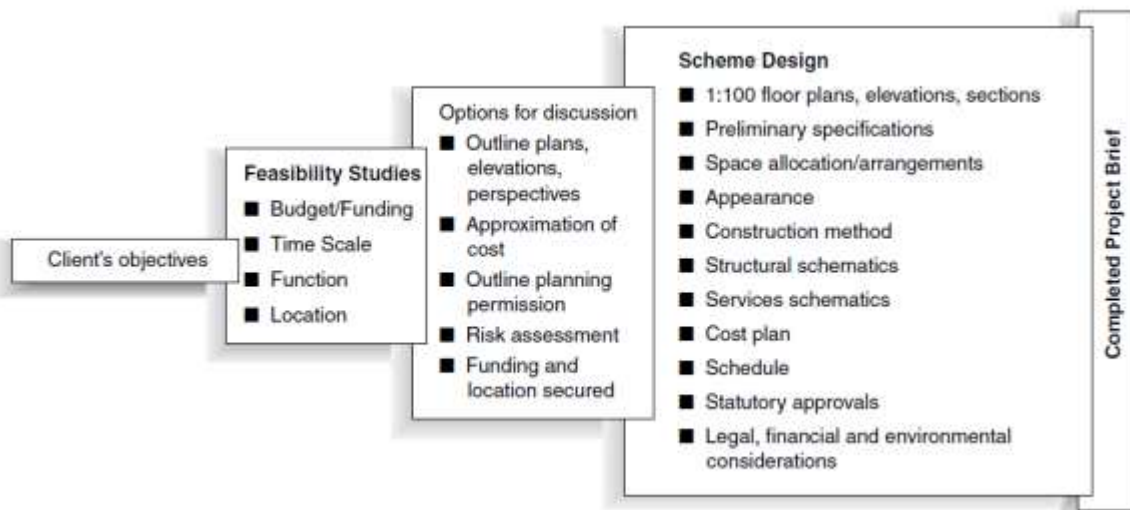 Client's objectives
Feasibility Studies
■ Budget/Funding
■ Time Scale
■ Function
■ Location
Options for discussion
■ Outline plans,
elevations,
perspectives
■ Approximation of
cost
■ Outline planning
permission
■ Risk assessment
■ Funding and
location secured
Scheme Design
■ 1:100 floor plans, elevations, sections
■ Preliminary specifications
■ Space allocation/arrangements
■ Appearance
■ Construction method
■ Structural schematics
■ Services schematics
■ Cost plan
■ Schedule
■ Statutory approvals
■ Legal, financial and environmental
considerations
Completed Project Brief